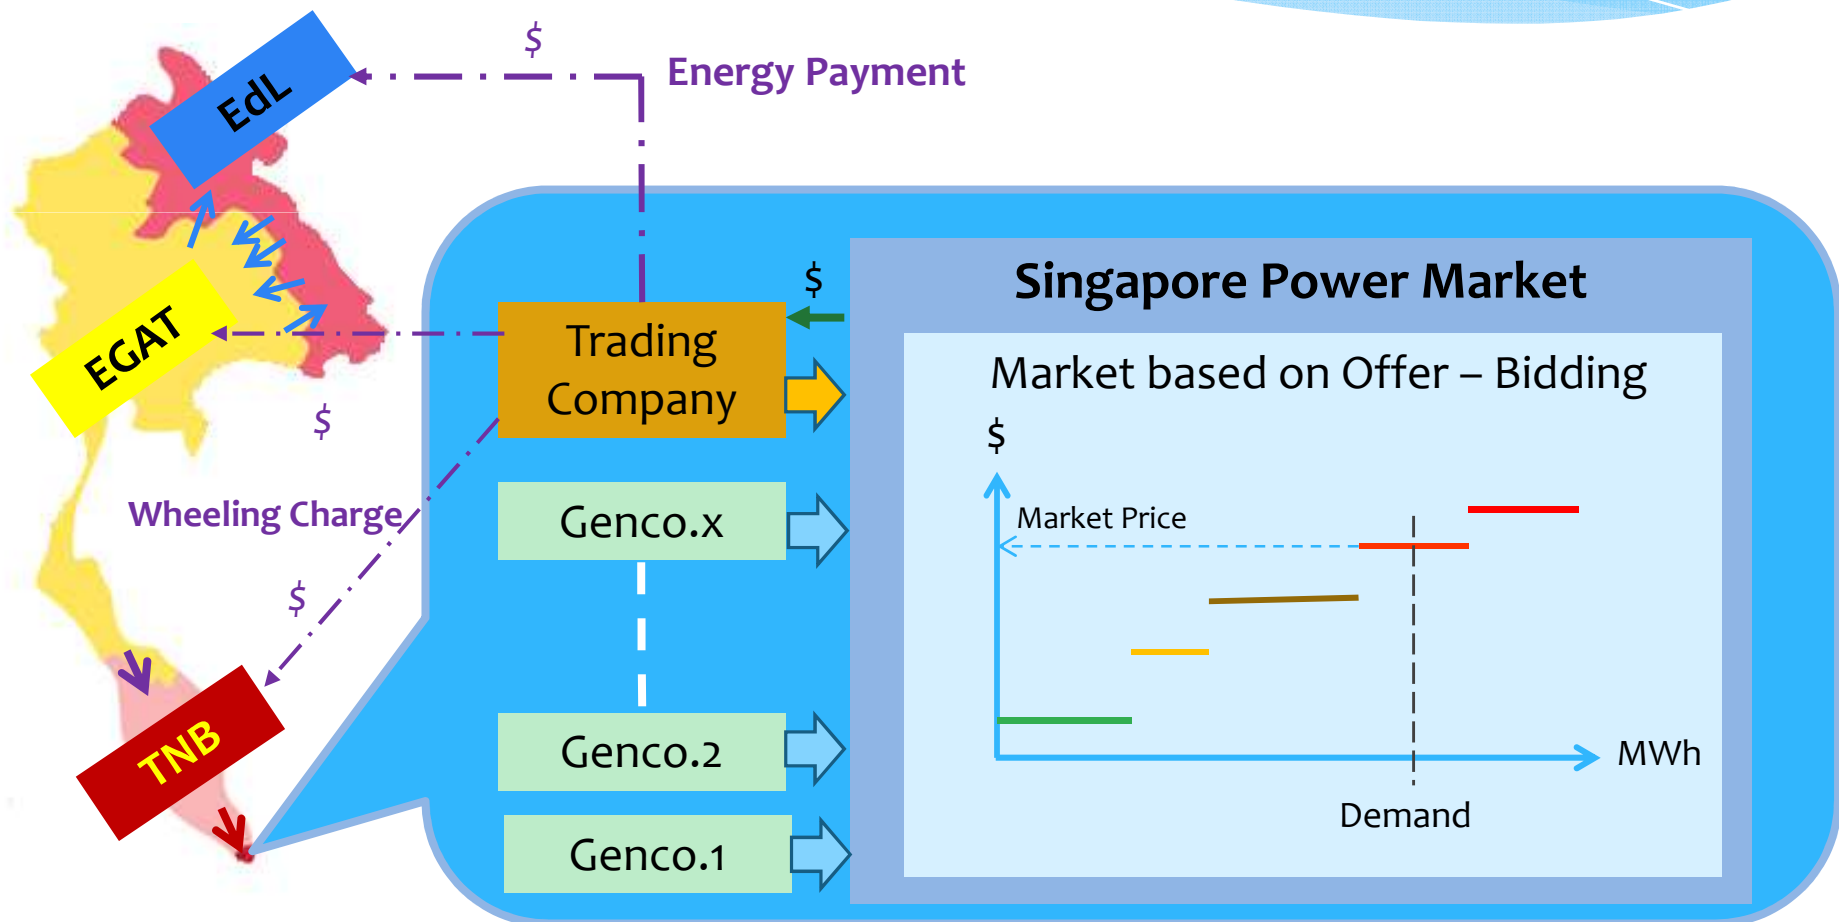 $
Energy Payment
EdL
EGAT
$
Wheeling Charge
$
TNB
Trading
Company
$
Genco.x
Genco.2
Genco.1
Singapore Power Market
Market based on Offer – Bidding
$
Market Price
MWh
Demand